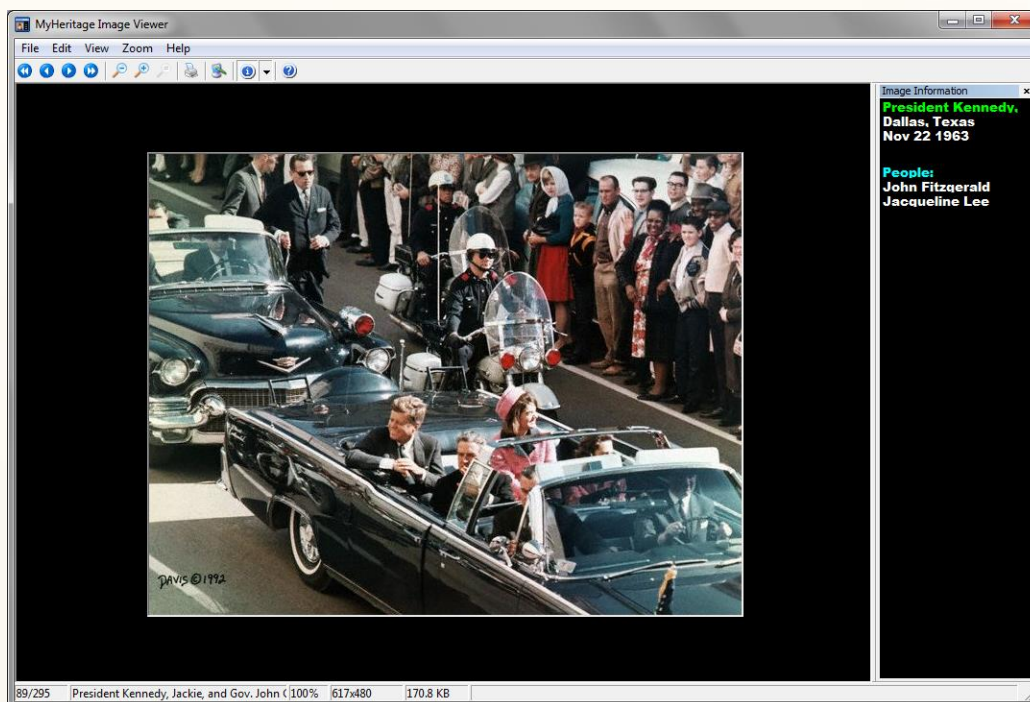 MyHeritage Image Viewer
File Edit View Zoom Help
Image Information
President Kennedy,
Dallas, Texas
Nov 22 1963
People:
John Fitzgerald
Jacqueline Lee
DAVIS©1992
89/295 President Kennedy, Jackie, and Gov. John 100% 617x480 170.8 KB